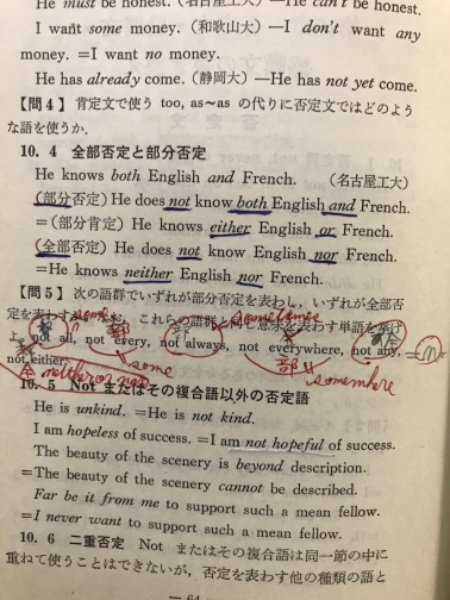 He must be honest. (名古屋工大) —He can't be honest.
I want some money. (和歌山大) —I don't want any
money. =I want no money.
He has already come. (静岡大) —He has not yet come.
【問4】 肯定文で使う too, as~as の代りに否定文ではどのよう
な語を使うか.
10. 4 全部否定と部分否定
He knows both English and French. (名古屋工大)
(部分否定) He does not know both English and French.
=(部分肯定) He knows either English or French.
(全部否定) He does not know English nor French.
=He knows neither English nor French.
【問5】 次の語群でいずれが部分否定を表わし, いずれが全部否
定を表わすか. これらの語群と同じ意味を表わす単語を挙げ
sometimes
よ. not all, not every, not always, not everywhere, not any,
部 some 部 somewhere
not either.
全 neither or nor
10. 5 Not またはその複合語以外の否定語
He is unkind. =He is not kind.
I am hopeless of success. =I am not hopeful of success.
The beauty of the scenery is beyond description.
=The beauty of the scenery cannot be described.
Far be it from me to support such a mean fellow.
=I never want to support such a mean fellow.
10. 6 二重否定 Not またはその複合語は同一節の中に
重ねて使うことはできないが, 否定を表わす他の種類の語と
— 64 —